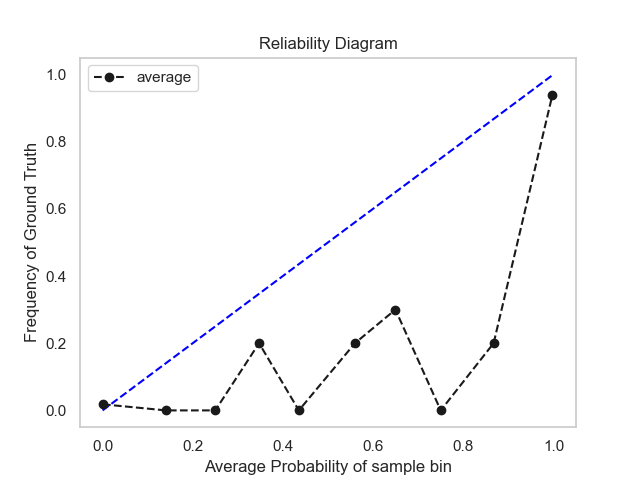 Reliability Diagram
average
1.0
0.8
0.6
0.4
0.2
0.0
Frequency of Ground Truth
0.0 0.2 0.4 0.6 0.8 1.0
Average Probability of sample bin